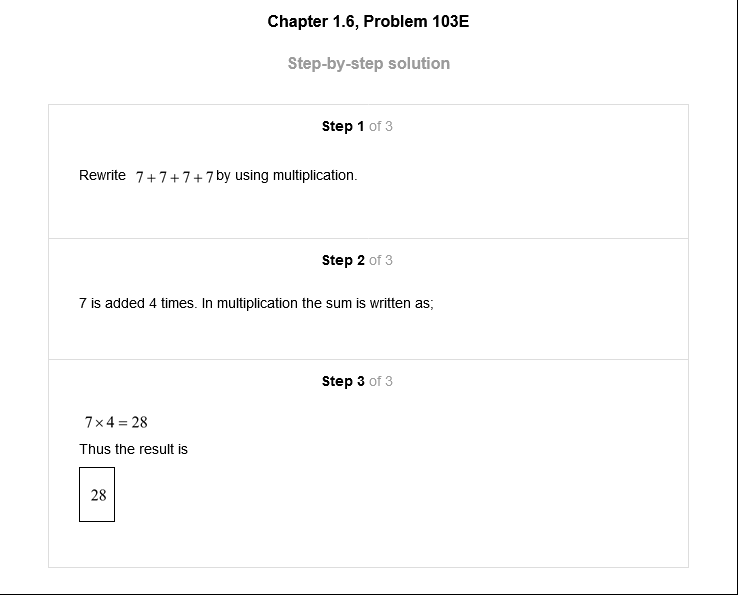 Chapter 1.6, Problem 103E
Step-by-step solution
Step 1 of 3
Rewrite 7+7+7+7 by using multiplication.
Step 2 of 3
7 is added 4 times. In multiplication the sum is written as;
Step 3 of 3
7×4=28
Thus the result is
28